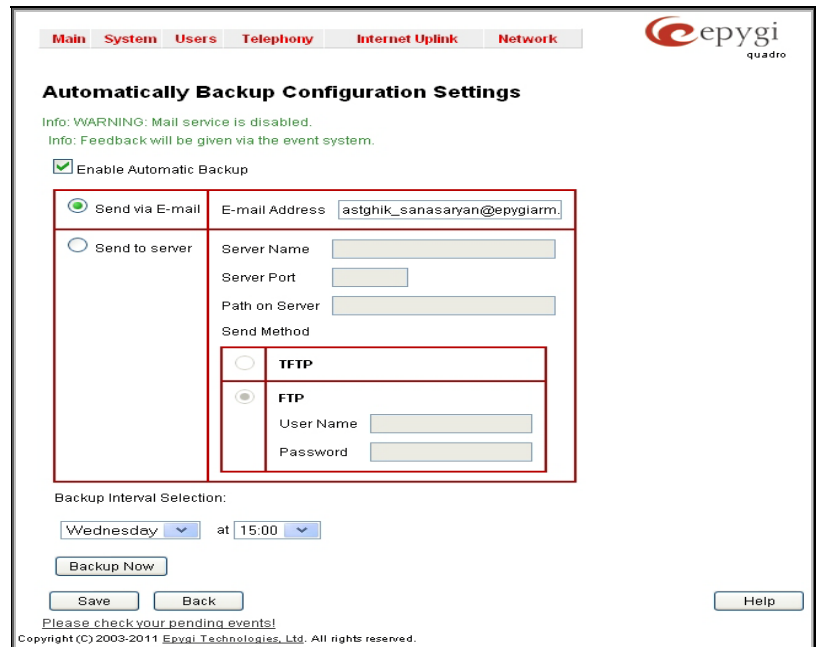 Main System Users Telephony Internet Uplink Network
epygi
quadro
Automatically Backup Configuration Settings
Info: WARNING: Mail service is disabled.
Info: Feedback will be given via the event system.
Enable Automatic Backup
Send via E-mail E-mail Address astghik_sanasaryan@epygiarm.
Send to server Server Name
Server Port
Path on Server
Send Method
TFTP
FTP
User Name
Password
Backup Interval Selection:
Wednesday at 15:00
Backup Now
Save Back Help
Please check your pending events!
Copyright (C) 2003-2011 Epygi Technologies, Ltd. All rights reserved.